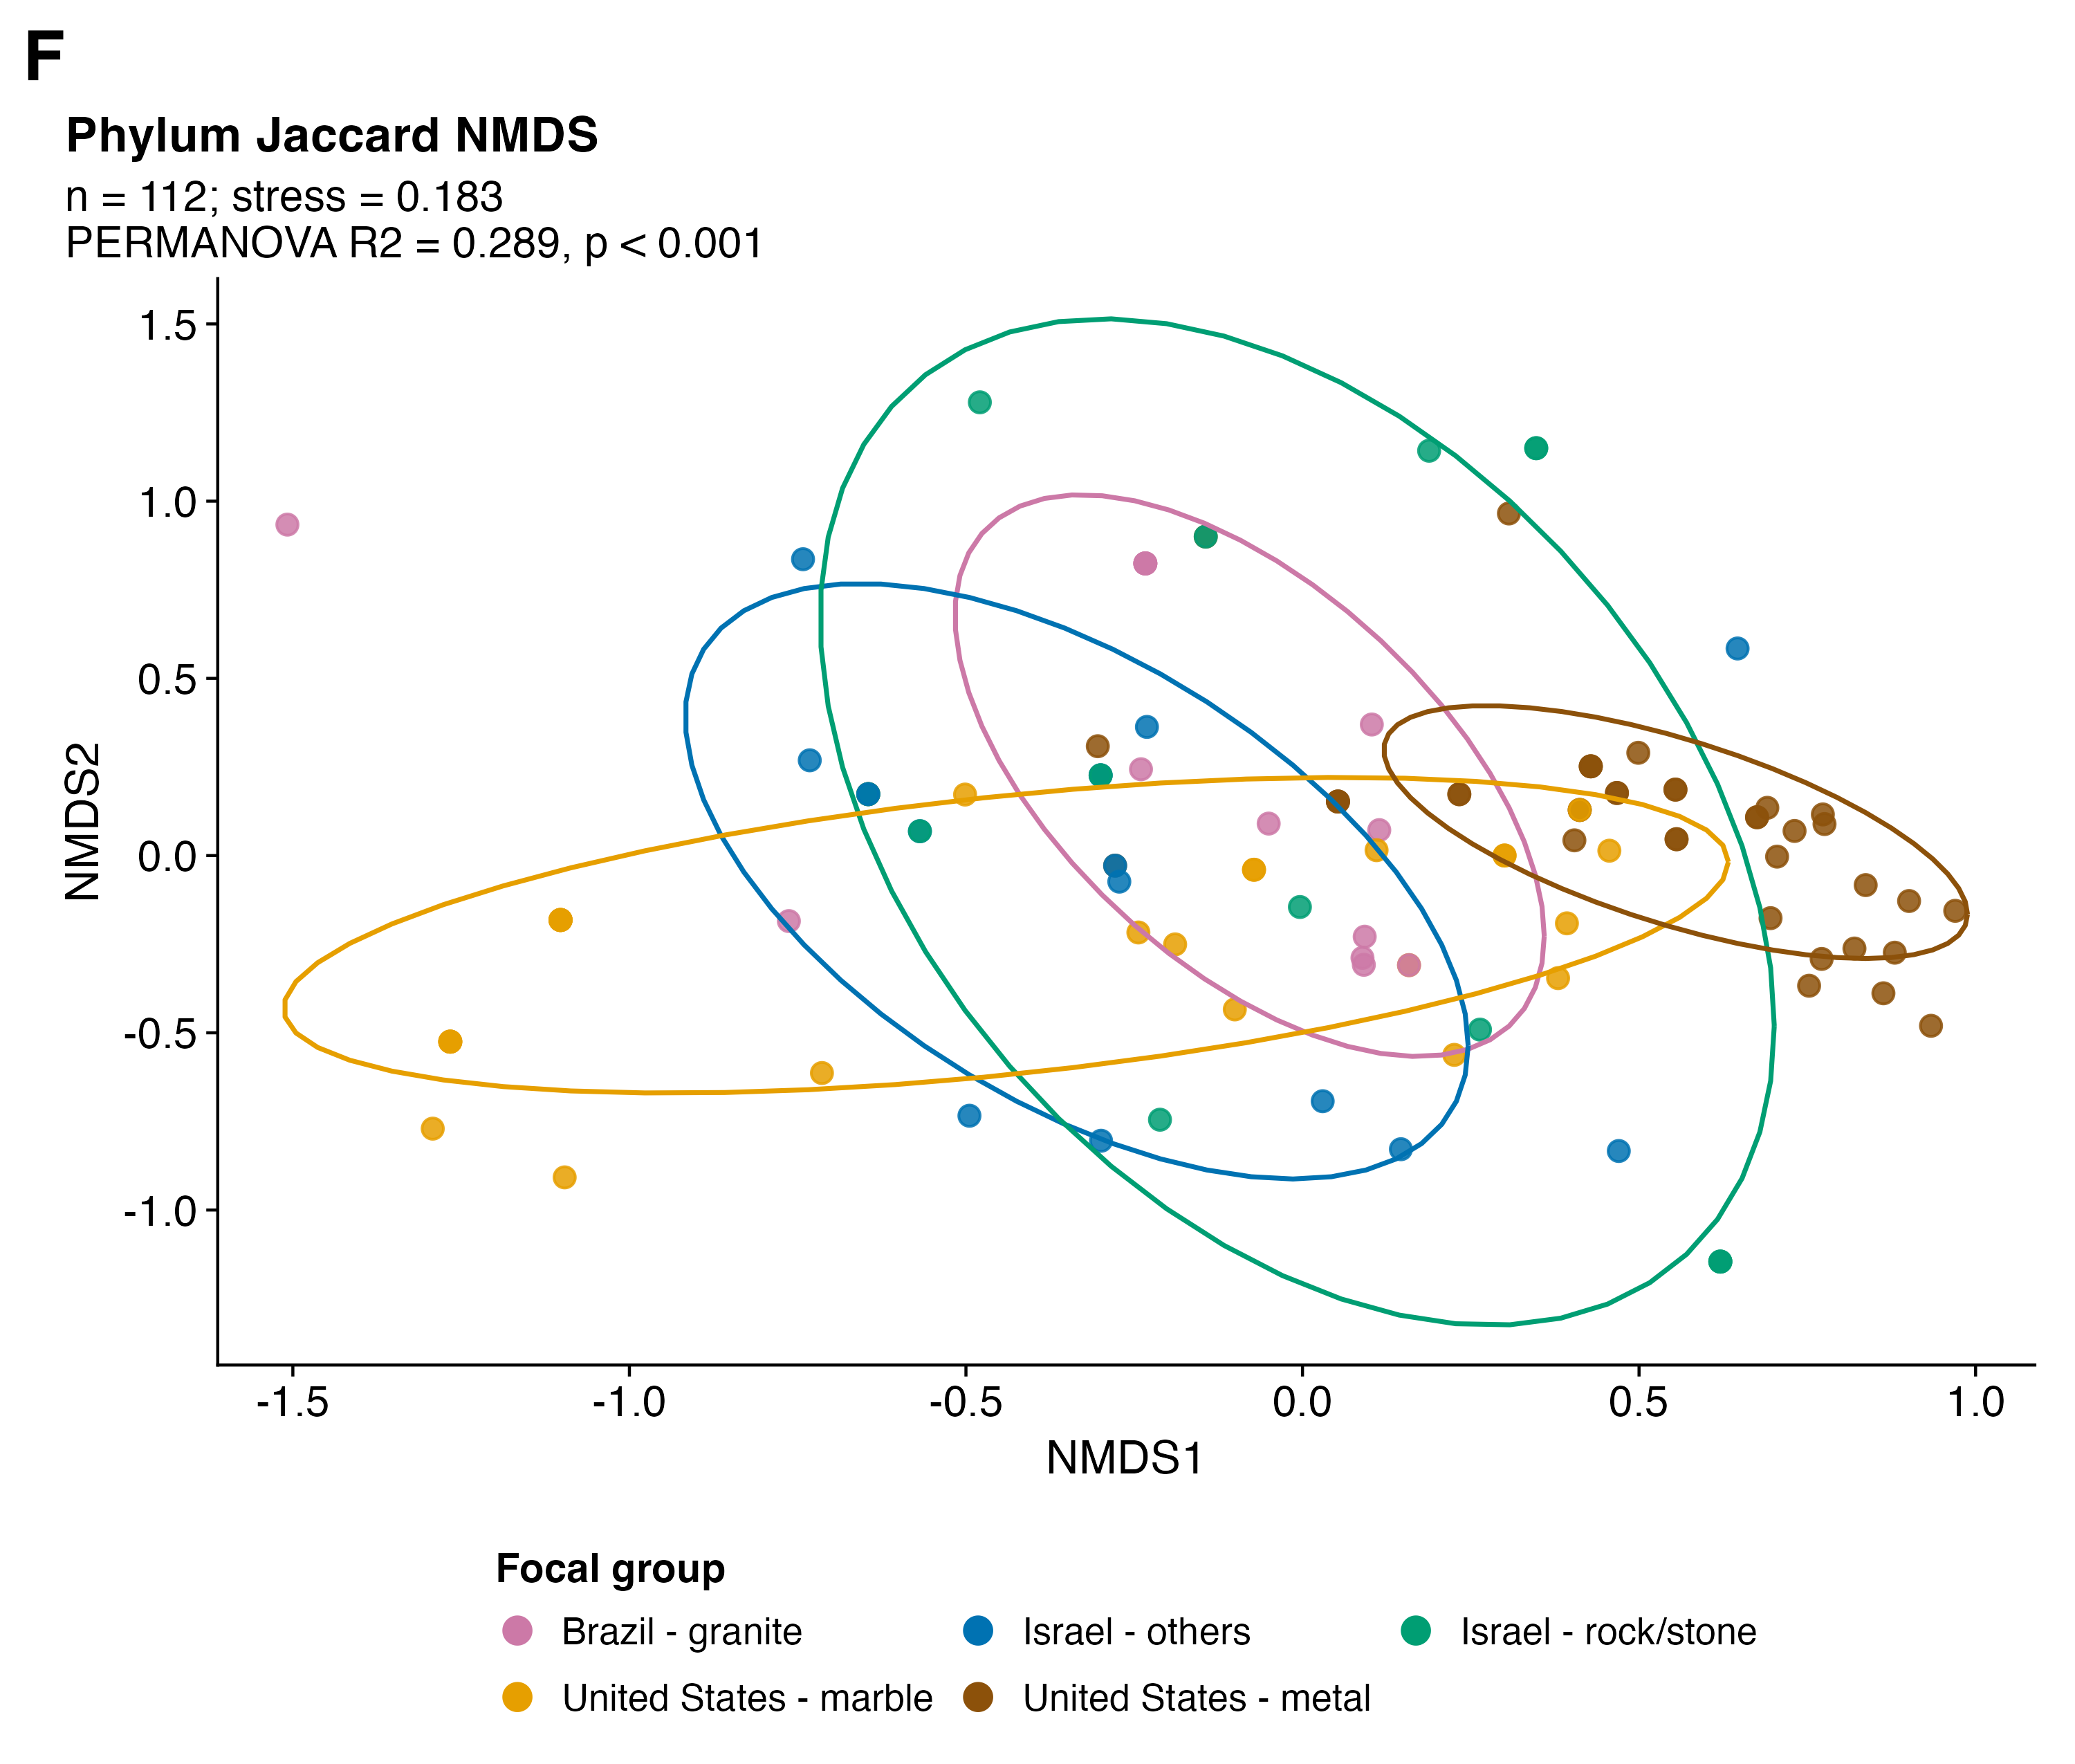 F
Phylum Jaccard NMDS
n = 112; stress = 0.183
PERMANOVA R2 = 0.289, p < 0.001
1.5
1.0
0.5
0.0
-0.5
-1.0
NMDS2
-1.5 -1.0 -0.5 0.0 0.5 1.0
NMDS1
Focal group
Brazil - granite Israel - others Israel - rock/stone
United States - marble United States - metal